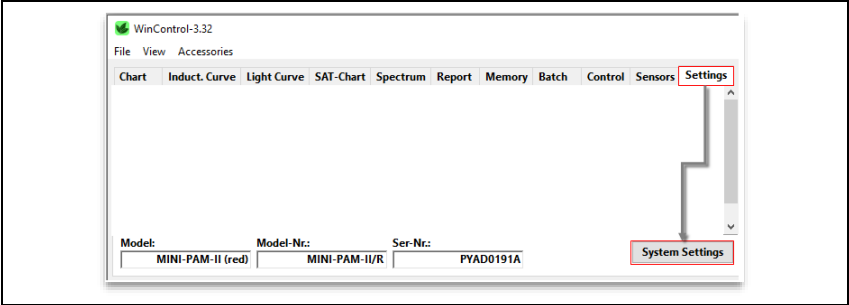 WinControl-3.32
File View Accessories
Chart Induct. Curve Light Curve SAT-Chart Spectrum Report Memory Batch Control Sensors Settings
Model: Model-Nr.: Ser-Nr.:
MINI-PAM-II (red) MINI-PAM-II/R PYAD0191A System Settings